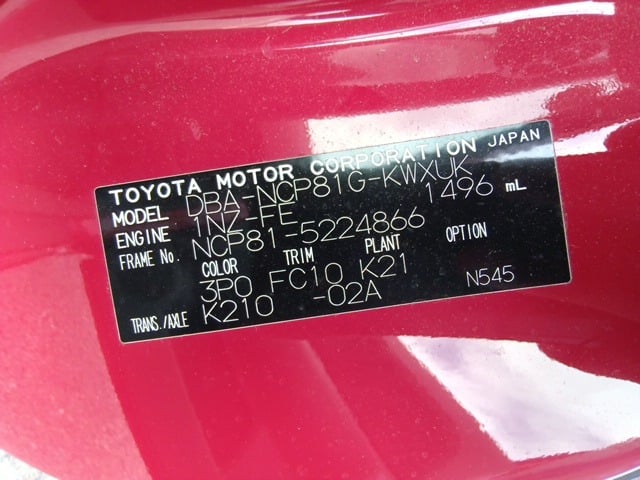 TOYOTA MOTOR CORPORATION JAPAN
MODEL DBA-NCP81G-KWXUK
ENGINE 1NZ-FE 1496 mL
FRAME No. NCP81-5224866
COLOR TRIM PLANT OPTION
3P0 FC10 K21
TRANS./AXLE K210 -02A N545